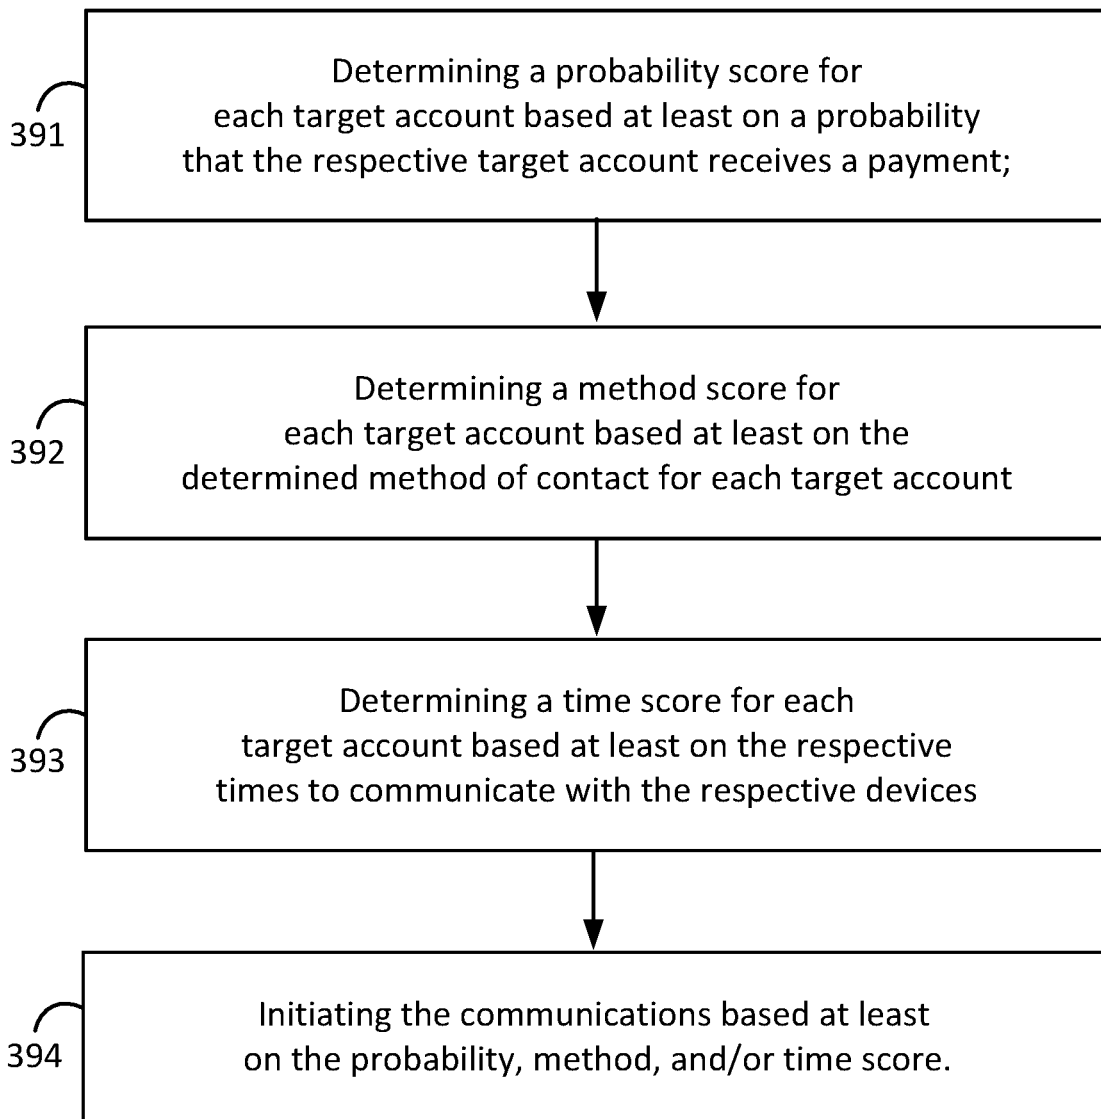 Determining a probability score for
each target account based at least on a probability
that the respective target account receives a payment;
391
Determining a method score for
each target account based at least on the
determined method of contact for each target account
392
Determining a time score for each
target account based at least on the respective
times to communicate with the respective devices
393
Initiating the communications based at least
on the probability, method, and/or time score.
394